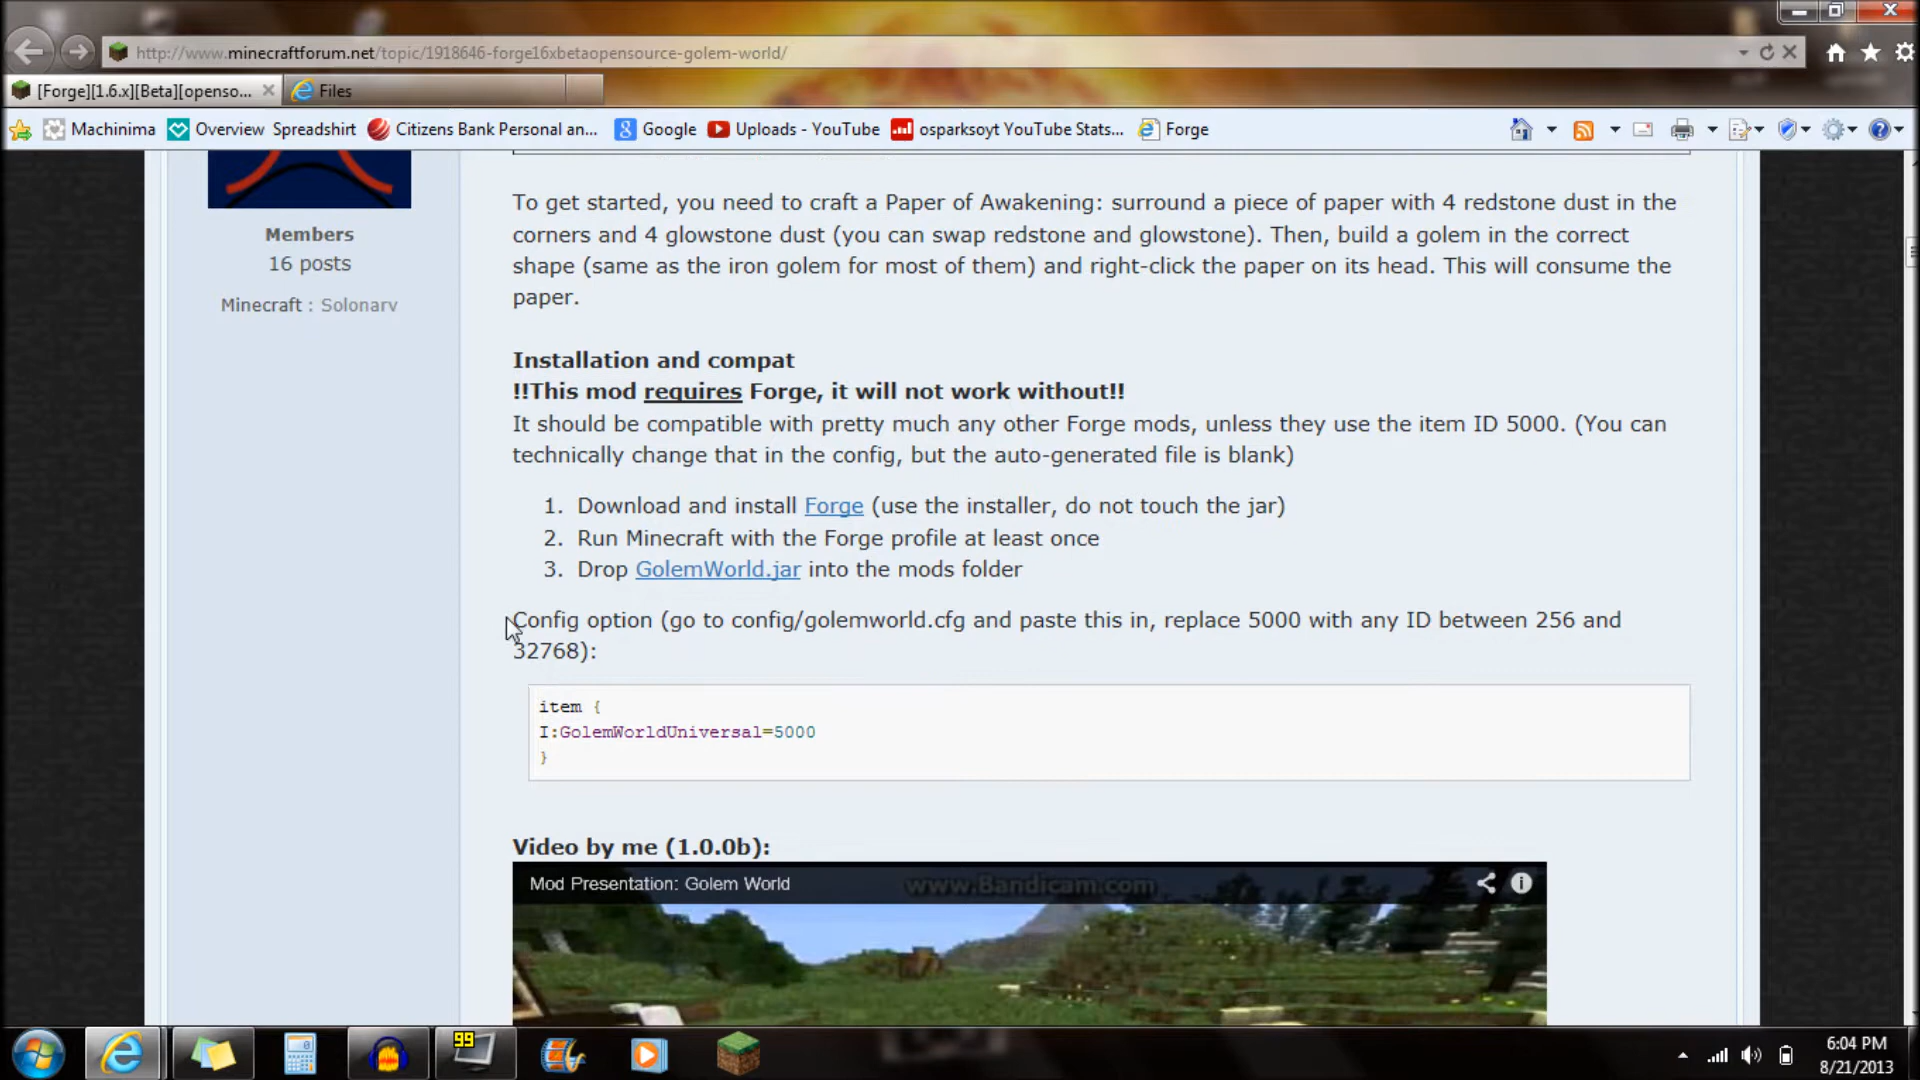 http://www.minecraftforum.net/topic/1918646-forge16xbetaopensource-golem-world/
[Forge][1.6.x][Beta][openso...
Files
Machinima
Overview Spreadshirt
Citizens Bank Personal an...
Google
Uploads - YouTube
osparksoyt YouTube Stats...
Forge
Members
16 posts
Minecraft : Solonarv
To get started, you need to craft a Paper of Awakening: surround a piece of paper with 4 redstone dust in the
corners and 4 glowstone dust (you can swap redstone and glowstone). Then, build a golem in the correct
shape (same as the iron golem for most of them) and right-click the paper on its head. This will consume the
paper.
Installation and compat
!!This mod requires Forge, it will not work without!!
It should be compatible with pretty much any other Forge mods, unless they use the item ID 5000. (You can
technically change that in the config, but the auto-generated file is blank)
1. Download and install Forge (use the installer, do not touch the jar)
2. Run Minecraft with the Forge profile at least once
3. Drop GolemWorld.jar into the mods folder
Config option (go to config/golemworld.cfg and paste this in, replace 5000 with any ID between 256 and
32768):
item {
I:GolemWorldUniversal=5000
}
Video by me (1.0.0b):
Mod Presentation: Golem World
www.Bandicam.com
99
6:04 PM
8/21/2013